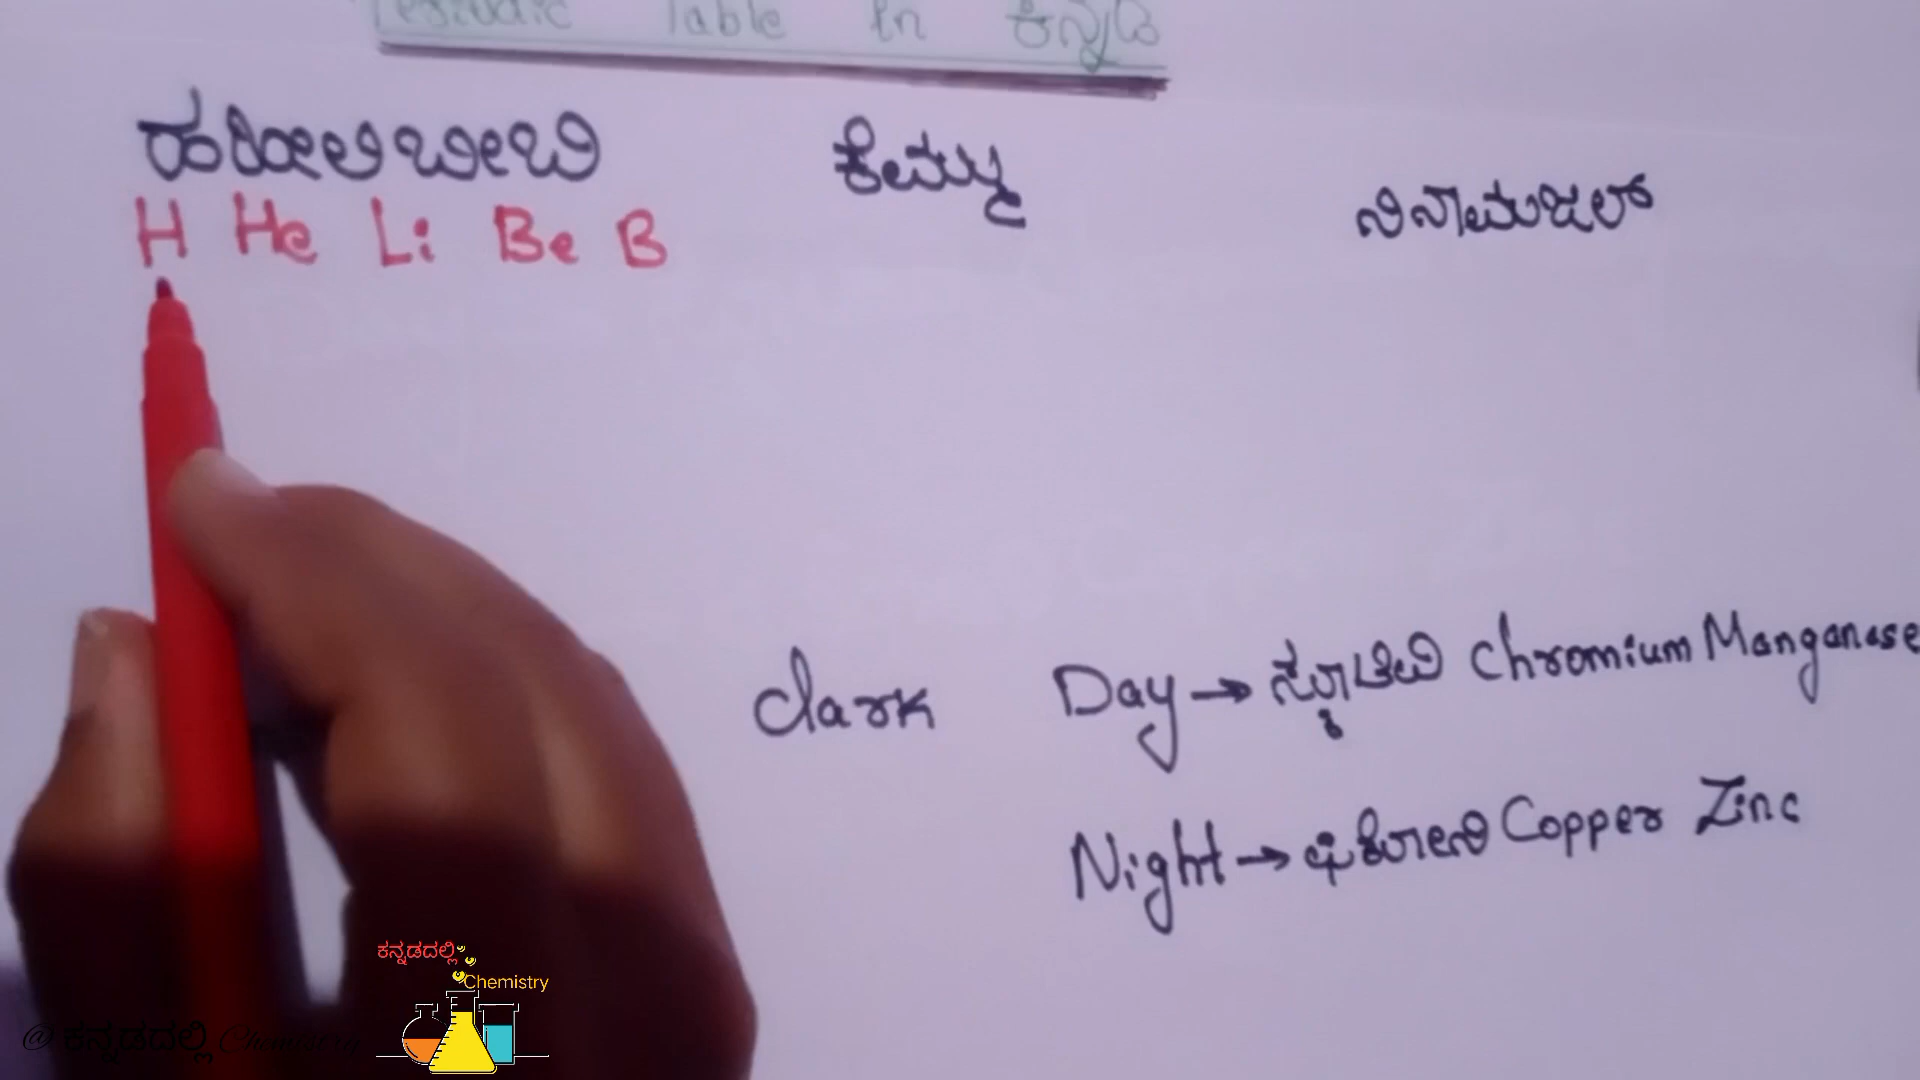 Periodic Table in ಕನ್ನಡ
ಹಿಲಿಬೀಬಿ ಕೆಮ್ಮು ನಿನಾಮಜಲ್
H He Li Be B
clark Day → ಸ್ಕಾಟಿವಿ Chromium Manganese
Night → ಫಿಕೋನಿ Copper Zinc
ಕನ್ನಡದಲ್ಲಿ
Chemistry
@ ಕನ್ನಡದಲ್ಲಿ Chemistry